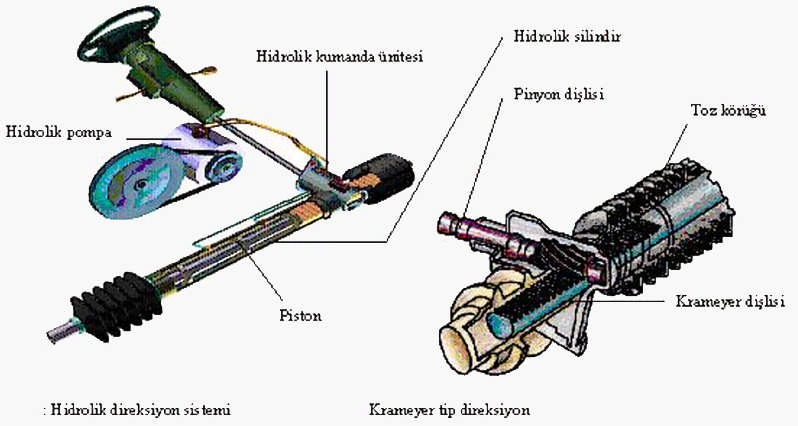 Hidrolik silindir
Hidrolik kumanda ünitesi
Pinyon dişlisi
Toz körüğü
Hidrolik pompa
Krameyer dişlisi
Piston
: Hidrolik direksiyon sistemi
Krameyer tip direksiyon